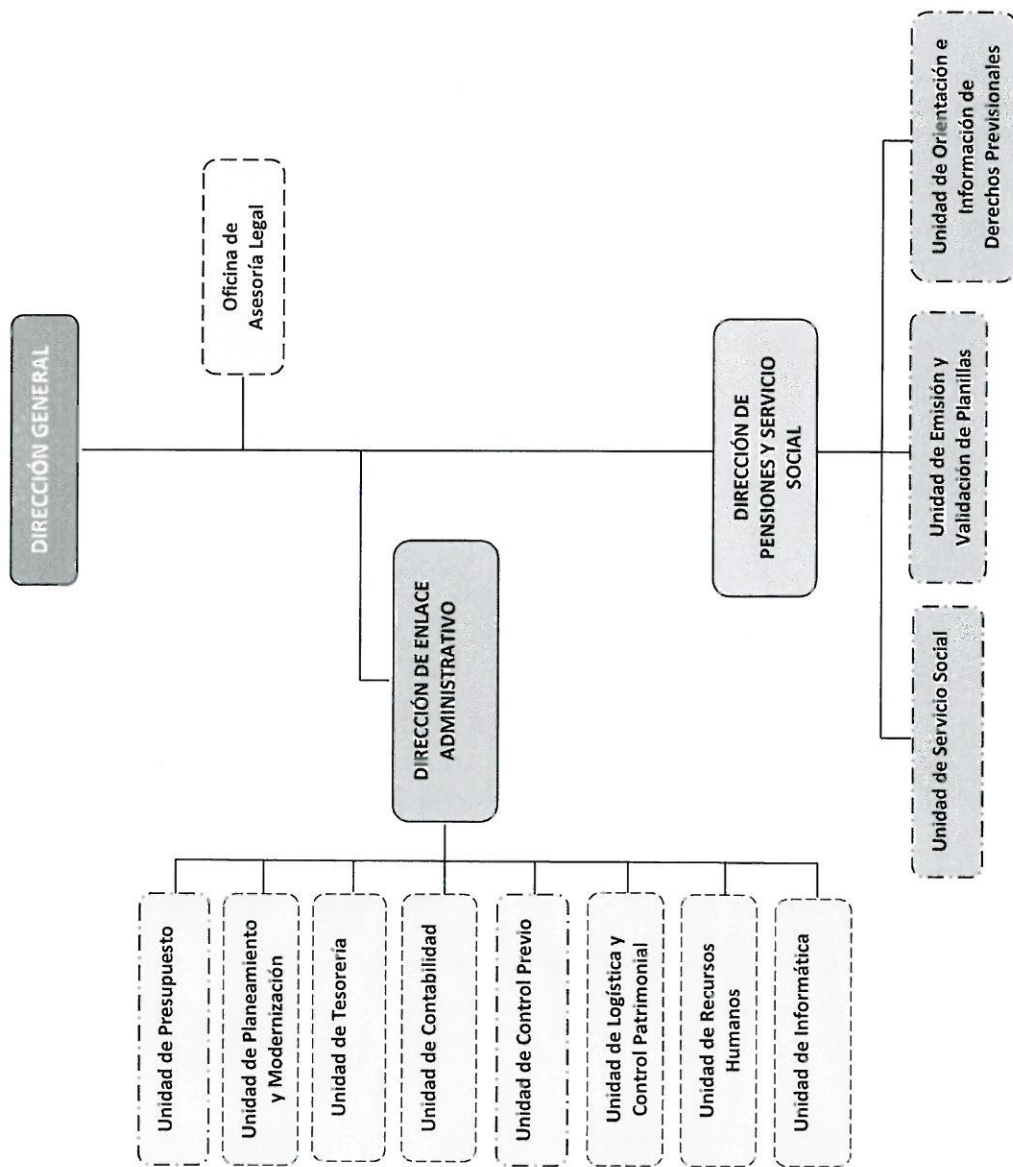 DIRECCIÓN GENERAL
Oficina de
Asesoría Legal
DIRECCIÓN DE ENLACE
ADMINISTRATIVO
Unidad de Presupuesto
Unidad de Planeamiento
y Modernización
Unidad de Tesorería
Unidad de Contabilidad
Unidad de Control Previo
Unidad de Logística y
Control Patrimonial
Unidad de Recursos
Humanos
Unidad de Informática
DIRECCIÓN DE
PENSIONES Y SERVICIO
SOCIAL
Unidad de Servicio Social
Unidad de Emisión y
Validación de Planillas
Unidad de Orientación e
Información de
Derechos Previsionales